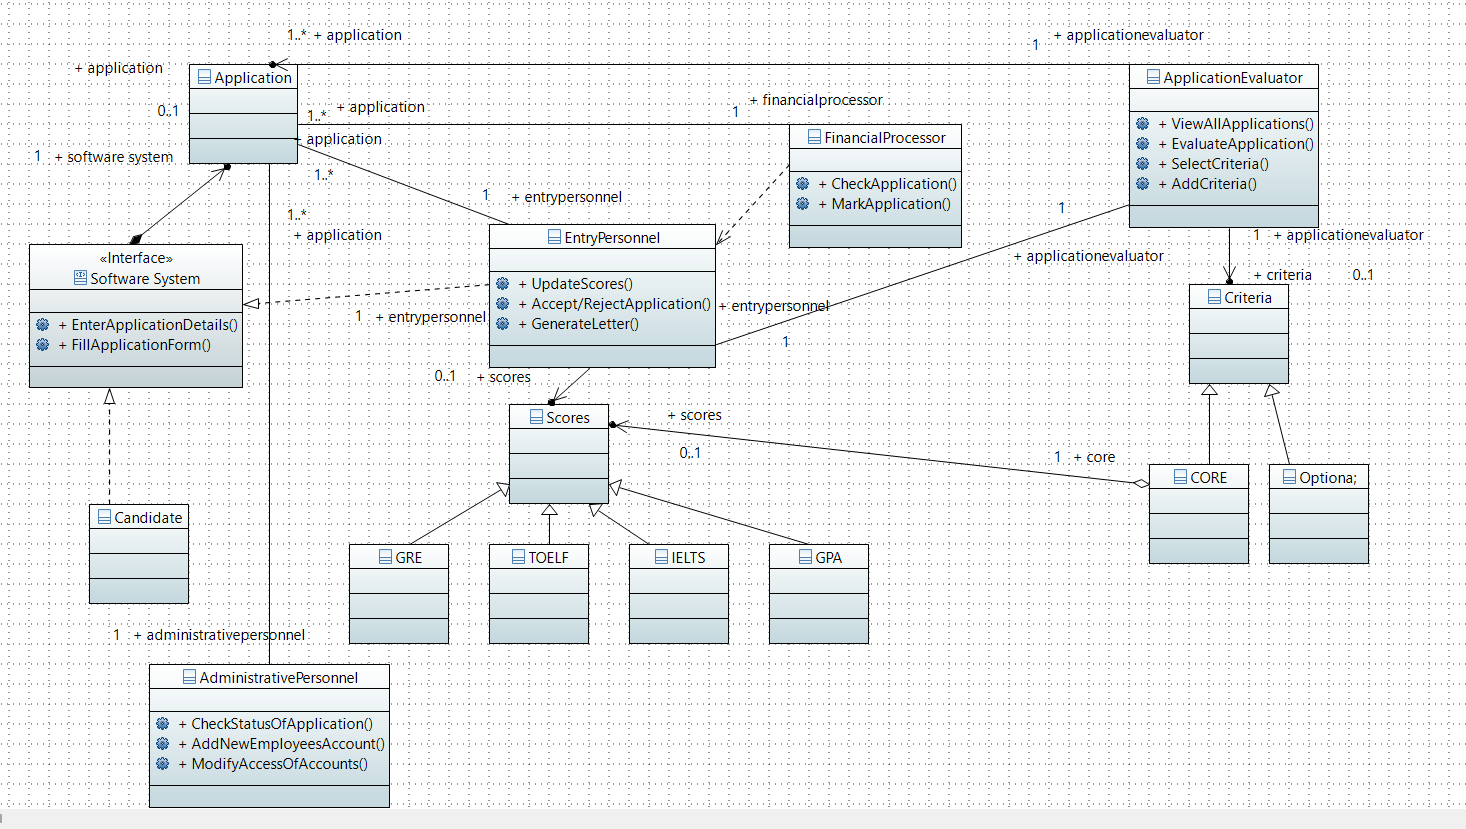 1..* + application
1 + applicationevaluator
+ application
Application
ApplicationEvaluator
0..1
1..* + application
1 + financialprocessor
+ ViewAllApplications()
+ EvaluateApplication()
+ SelectCriteria()
+ AddCriteria()
FinancialProcessor
+ CheckApplication()
+ MarkApplication()
+ application
1..*
1 + software system
1 + entrypersonnel
1..*
+ application
1
+ applicationevaluator
1 + applicationevaluator
EntryPersonnel
+ UpdateScores()
+ Accept/RejectApplication()
+ GenerateLetter()
«Interface»
Software System
+ EnterApplicationDetails()
+ FillApplicationForm()
1 + entrypersonnel
+ entrypersonnel
1
+ criteria 0..1
Criteria
0..1 + scores
Scores
+ scores
0..1
1 + core
CORE
Optiona;
Candidate
GRE
TOELF
IELTS
GPA
1 + administrativepersonnel
AdministrativePersonnel
+ CheckStatusOfApplication()
+ AddNewEmployeesAccount()
+ ModifyAccessOfAccounts()